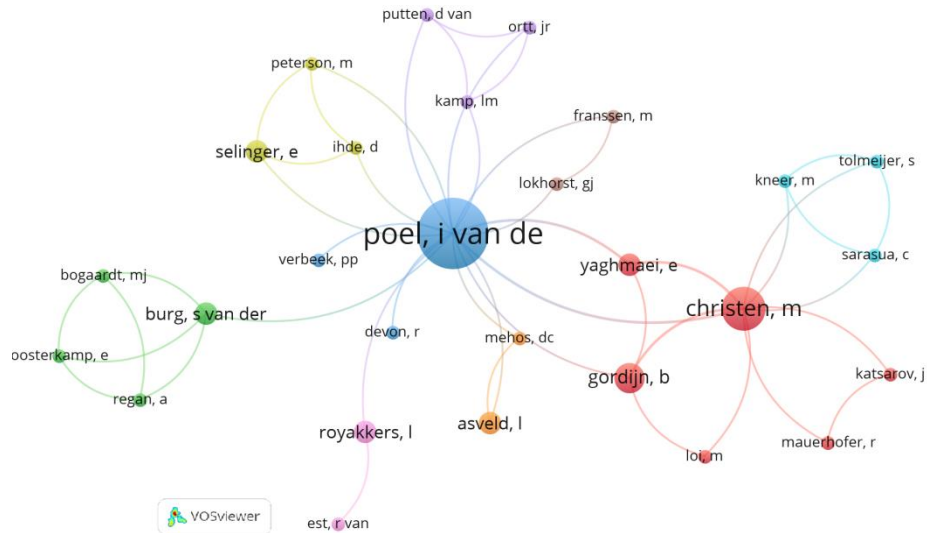 putten, d van
ortt, jr
peterson, m
kamp, lm
franssen, m
selinger, e
ihde, d
tolmeijer, s
kneer, m
lokhorst, gj
poel, i van de
verbeek, pp
yaghmaei, e
sarasua, c
bogaardt, mj
burg, s van der
christen, m
devon, r
mehos, dc
oosterkamp, e
gordijn, b
katsarov, j
regan, a
royakkers, l
asveld, l
mauerhofer, r
loi, m
est, r van
VOSviewer